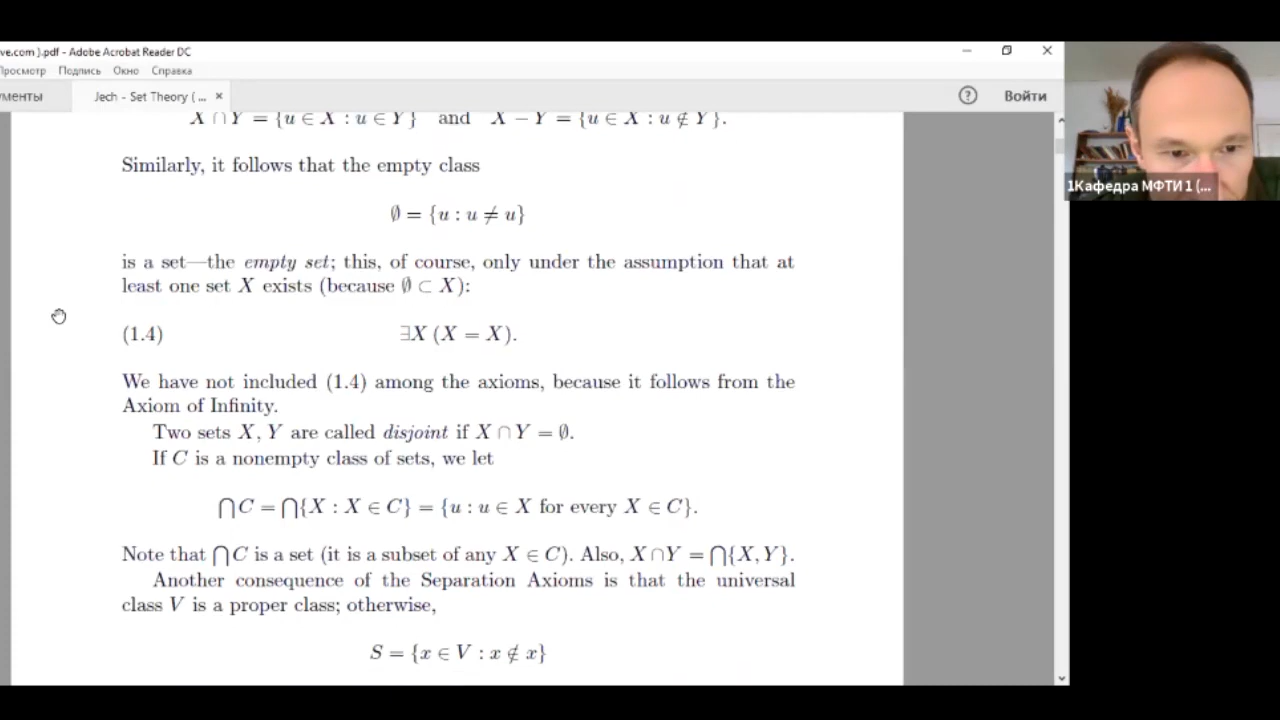 ve.com ).pdf - Adobe Acrobat Reader DC
Просмотр Подпись Окно Справка
ументы Jech - Set Theory ( ... × ? Войти
X ∩ Y = {u ∈ X : u ∈ Y} and X − Y = {u ∈ X : u ∉ Y}.
Similarly, it follows that the empty class
∅ = {u : u ≠ u}
is a set—the empty set; this, of course, only under the assumption that at
least one set X exists (because ∅ ⊂ X):
(1.4) ∃X (X = X).
We have not included (1.4) among the axioms, because it follows from the
Axiom of Infinity.
Two sets X, Y are called disjoint if X ∩ Y = ∅.
If C is a nonempty class of sets, we let
⋂C = ⋂{X : X ∈ C} = {u : u ∈ X for every X ∈ C}.
Note that ⋂C is a set (it is a subset of any X ∈ C). Also, X ∩ Y = ⋂{X, Y}.
Another consequence of the Separation Axioms is that the universal
class V is a proper class; otherwise,
S = {x ∈ V : x ∉ x}
1Кафедра МФТИ 1 (...